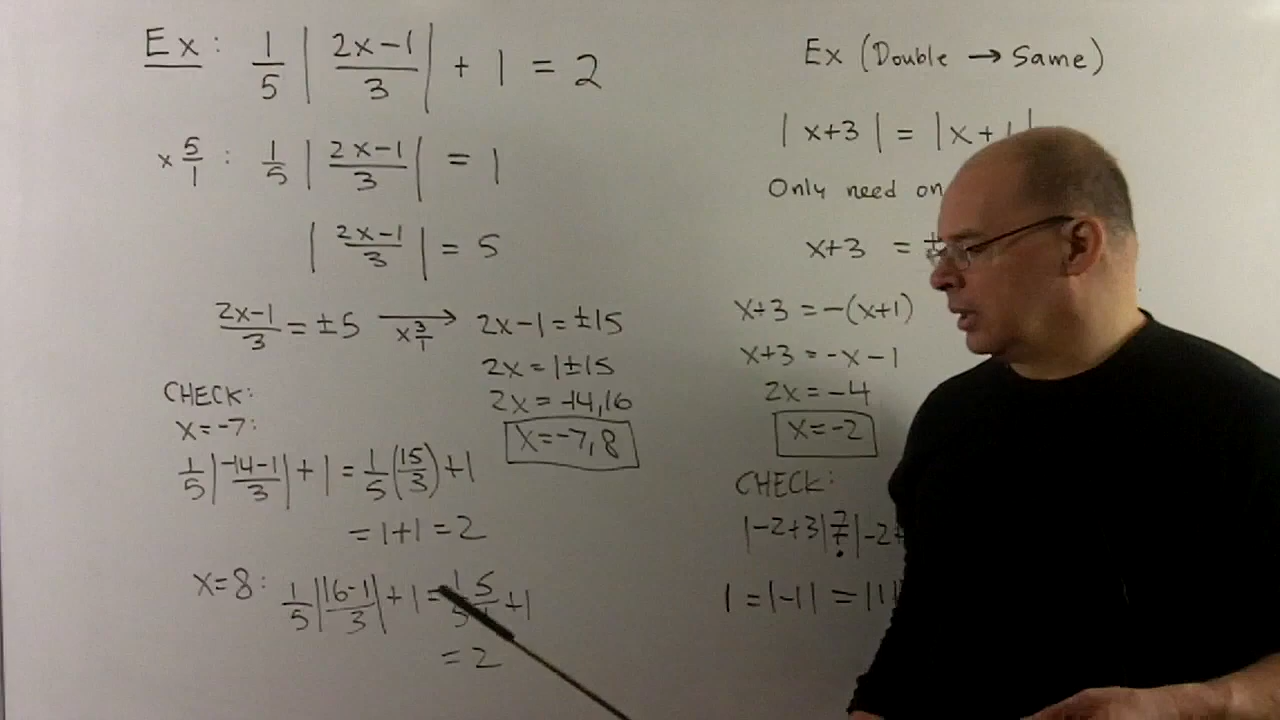 Ex: 1/5 |(2x-1)/3| + 1 = 2
x 5/1 : 1/5 |(2x-1)/3| = 1
|(2x-1)/3| = 5
(2x-1)/3 = ±5 → x 3/1 2x-1 = ±15
2x = 1±15
2x = -14, 16
x = -7, 8
CHECK:
x = -7:
1/5 |(-14-1)/3| + 1 = 1/5 (15/3) + 1
= 1+1 = 2
x = 8: 1/5 |(16-1)/3| + 1 = 1/5 5/1 + 1
= 2
Ex (Double → Same)
|x+3| = |x+1|
Only need
x+3 = ±
x+3 = -(x+1)
x+3 = -x-1
2x = -4
x = -2
CHECK:
|-2+3| ?= |-2+
1 = |-1| = |1|